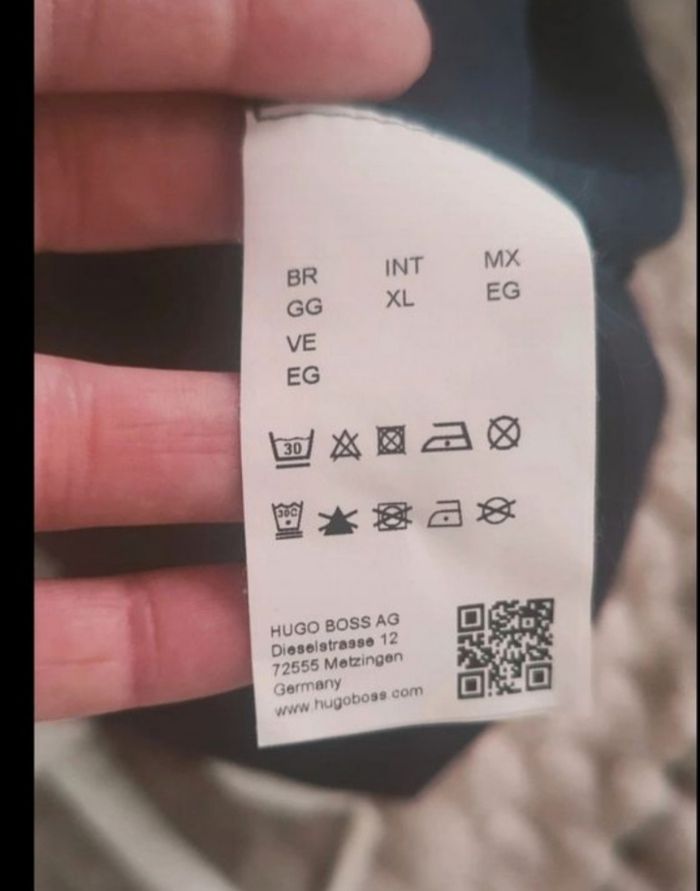 BR INT MX
GG XL EG
VE
EG
30
30C
HUGO BOSS AG
Dieselstrasse 12
72555 Metzingen
Germany
www.hugoboss.com